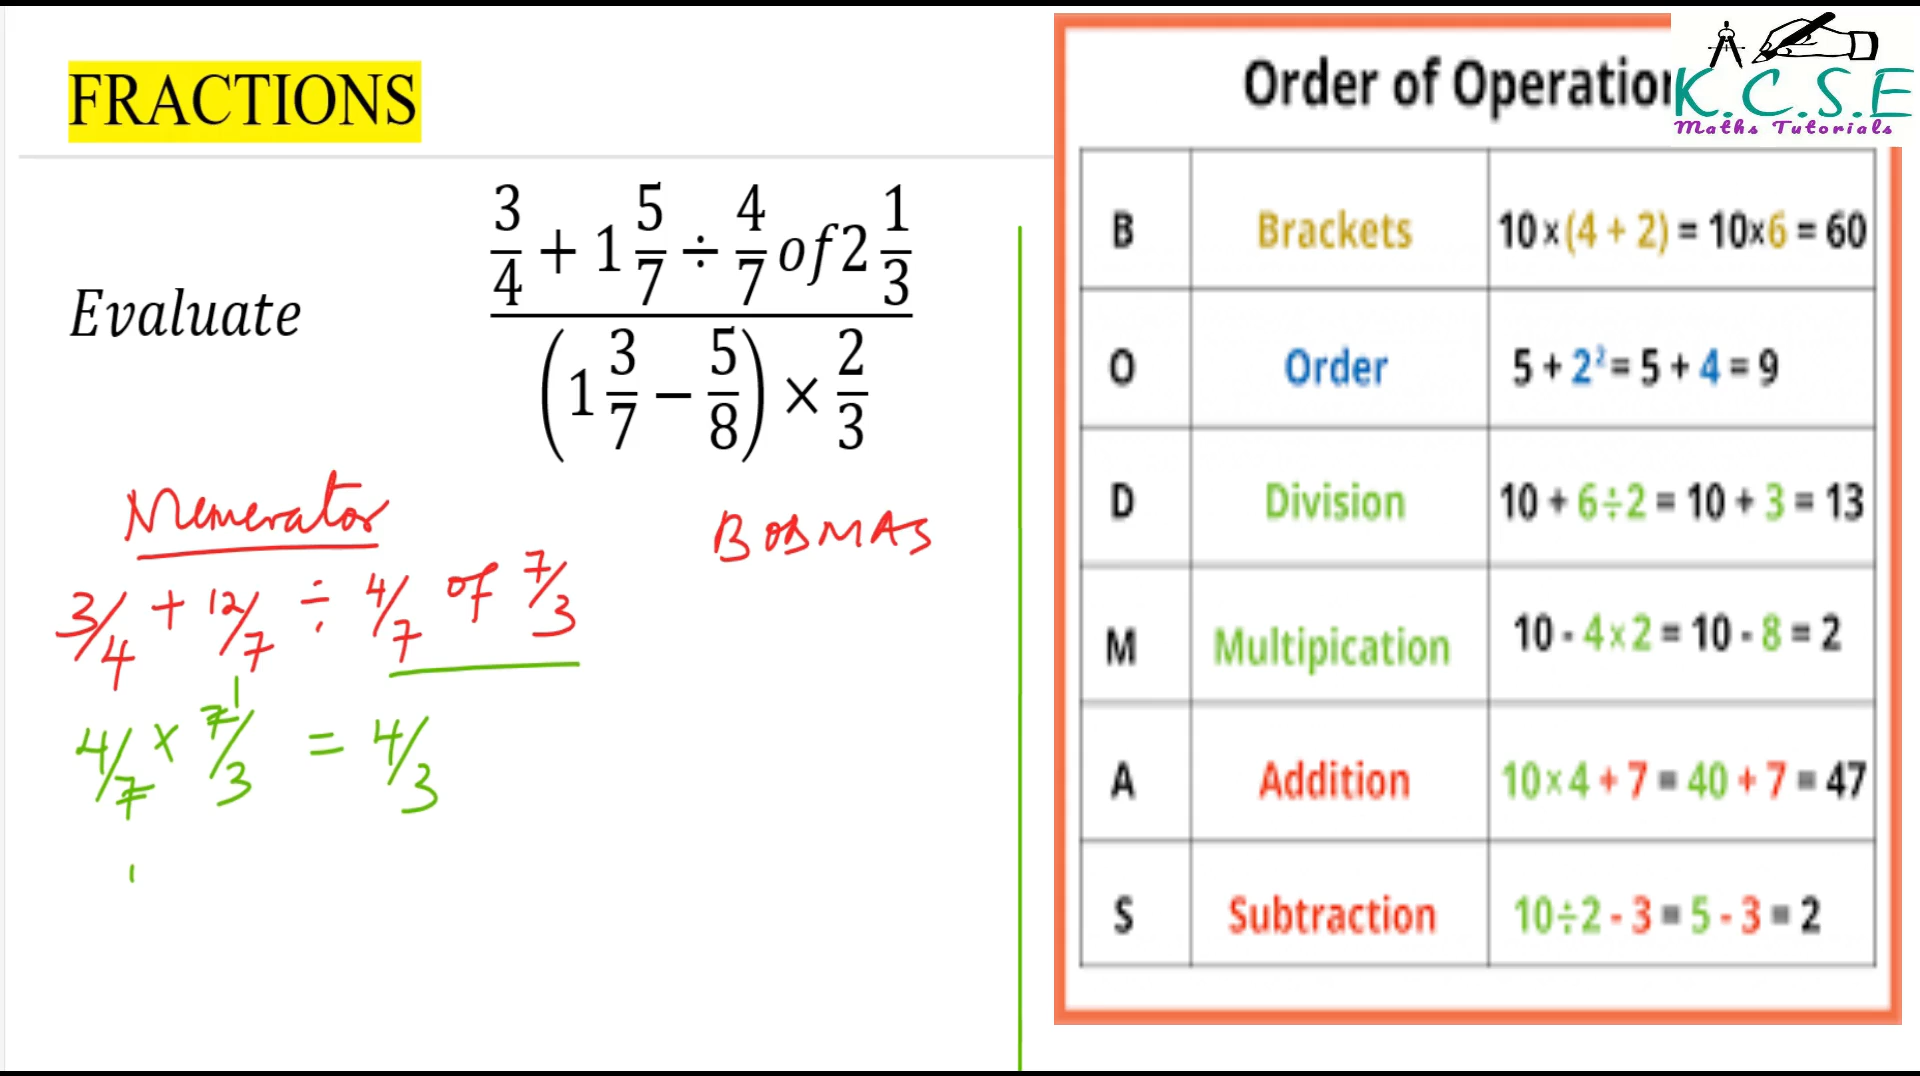 FRACTIONS
Evaluate
3/4 + 1 5/7 ÷ 4/7 of 2 1/3
(1 3/7 − 5/8) × 2/3
Numerator
BODMAS
3/4 + 12/7 ÷ 4/7 of 7/3
4/7 × 7/3 = 4/3
1
1
Order of Operation
K.C.S.E
Maths Tutorials
B Brackets 10×(4 + 2) = 10×6 = 60
O Order 5 + 2² = 5 + 4 = 9
D Division 10 + 6÷2 = 10 + 3 = 13
M Multipication 10 - 4×2 = 10 - 8 = 2
A Addition 10×4 + 7 = 40 + 7 = 47
S Subtraction 10÷2 - 3 = 5 - 3 = 2